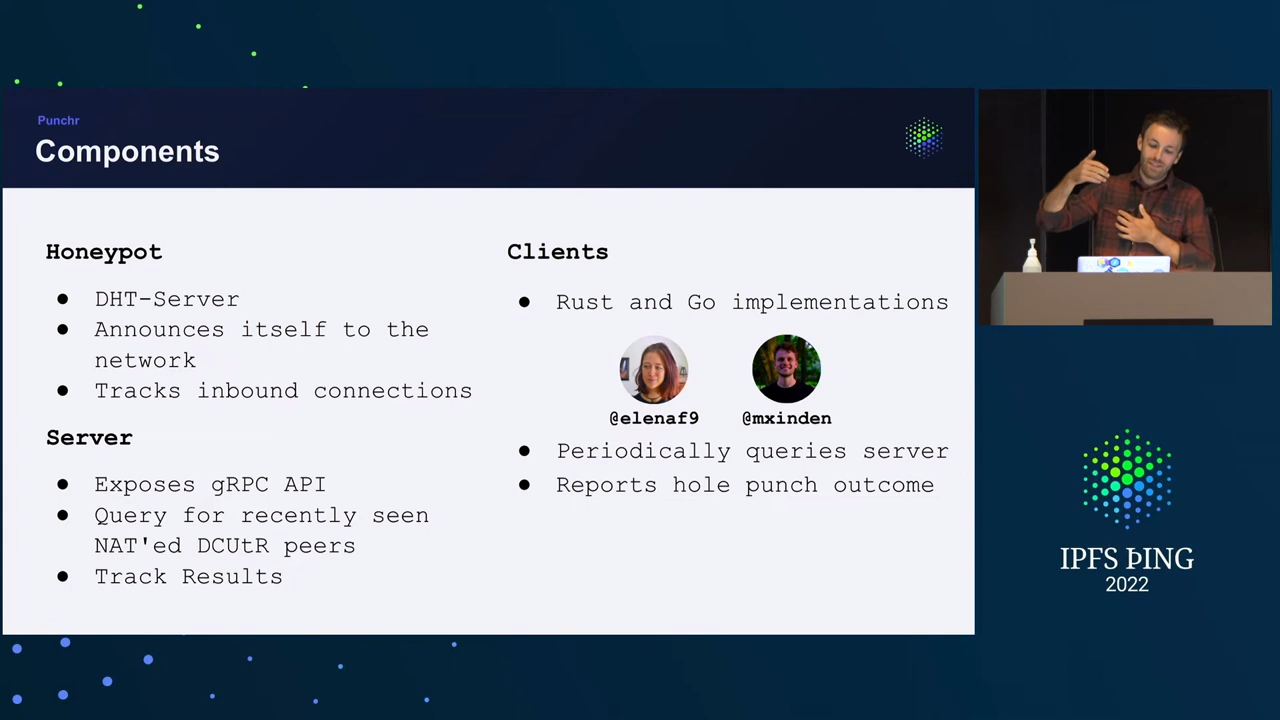 Punchr
Components
Honeypot
● DHT-Server
● Announces itself to the
network
● Tracks inbound connections
Server
● Exposes gRPC API
● Query for recently seen
NAT'ed DCUtR peers
● Track Results
Clients
● Rust and Go implementations
@elenaf9 @mxinden
● Periodically queries server
● Reports hole punch outcome
IPFS ÞING
2022